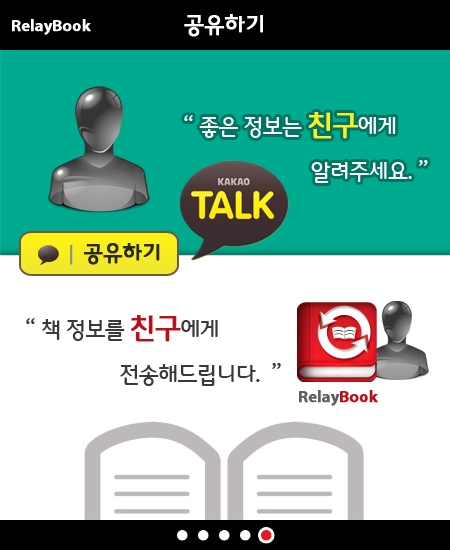 RelayBook
공유하기
“ 좋은 정보는 친구에게
알려주세요. ”
KAKAO
TALK
공유하기
“ 책 정보를 친구에게
전송해드립니다. ”
RelayBook